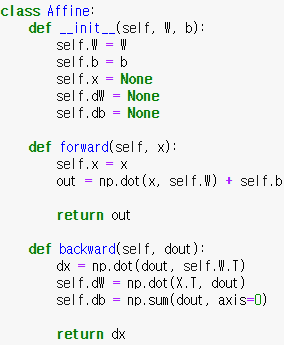 class Affine:
    def __init__(self, W, b):
        self.W = W
        self.b = b
        self.x = None
        self.dW = None
        self.db = None

    def forward(self, x):
        self.x = x
        out = np.dot(x, self.W) + self.b

        return out

    def backward(self, dout):
        dx = np.dot(dout, self.W.T)
        self.dW = np.dot(X.T, dout)
        self.db = np.sum(dout, axis=0)

        return dx